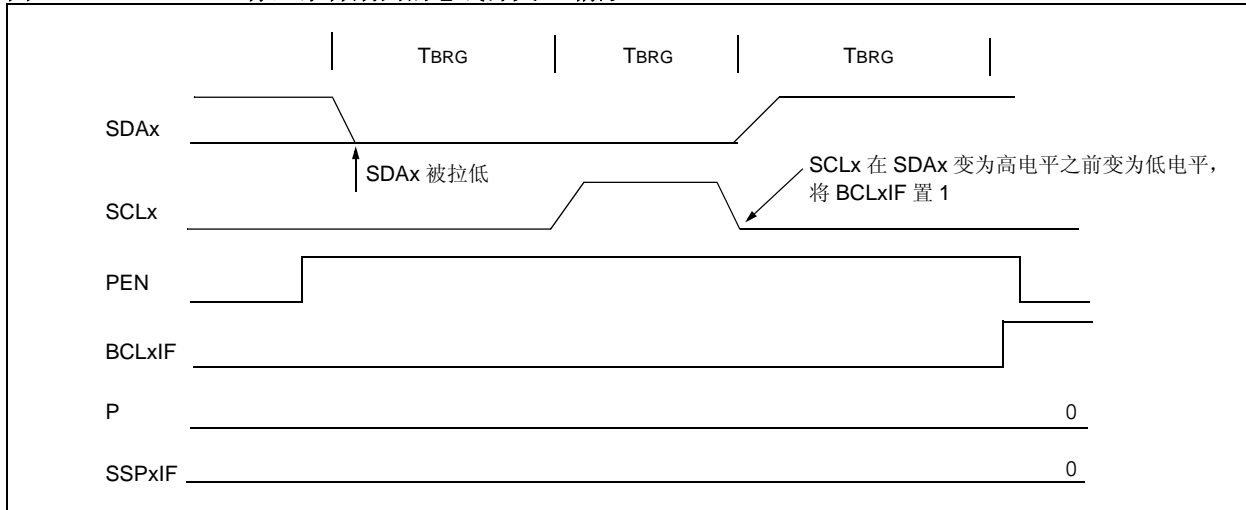 TBRG TBRG TBRG
SDAx
SDAx 被拉低
SCLx 在 SDAx 变为高电平之前变为低电平，
将 BCLxIF 置 1
SCLx
PEN
BCLxIF
P 0
SSPxIF 0